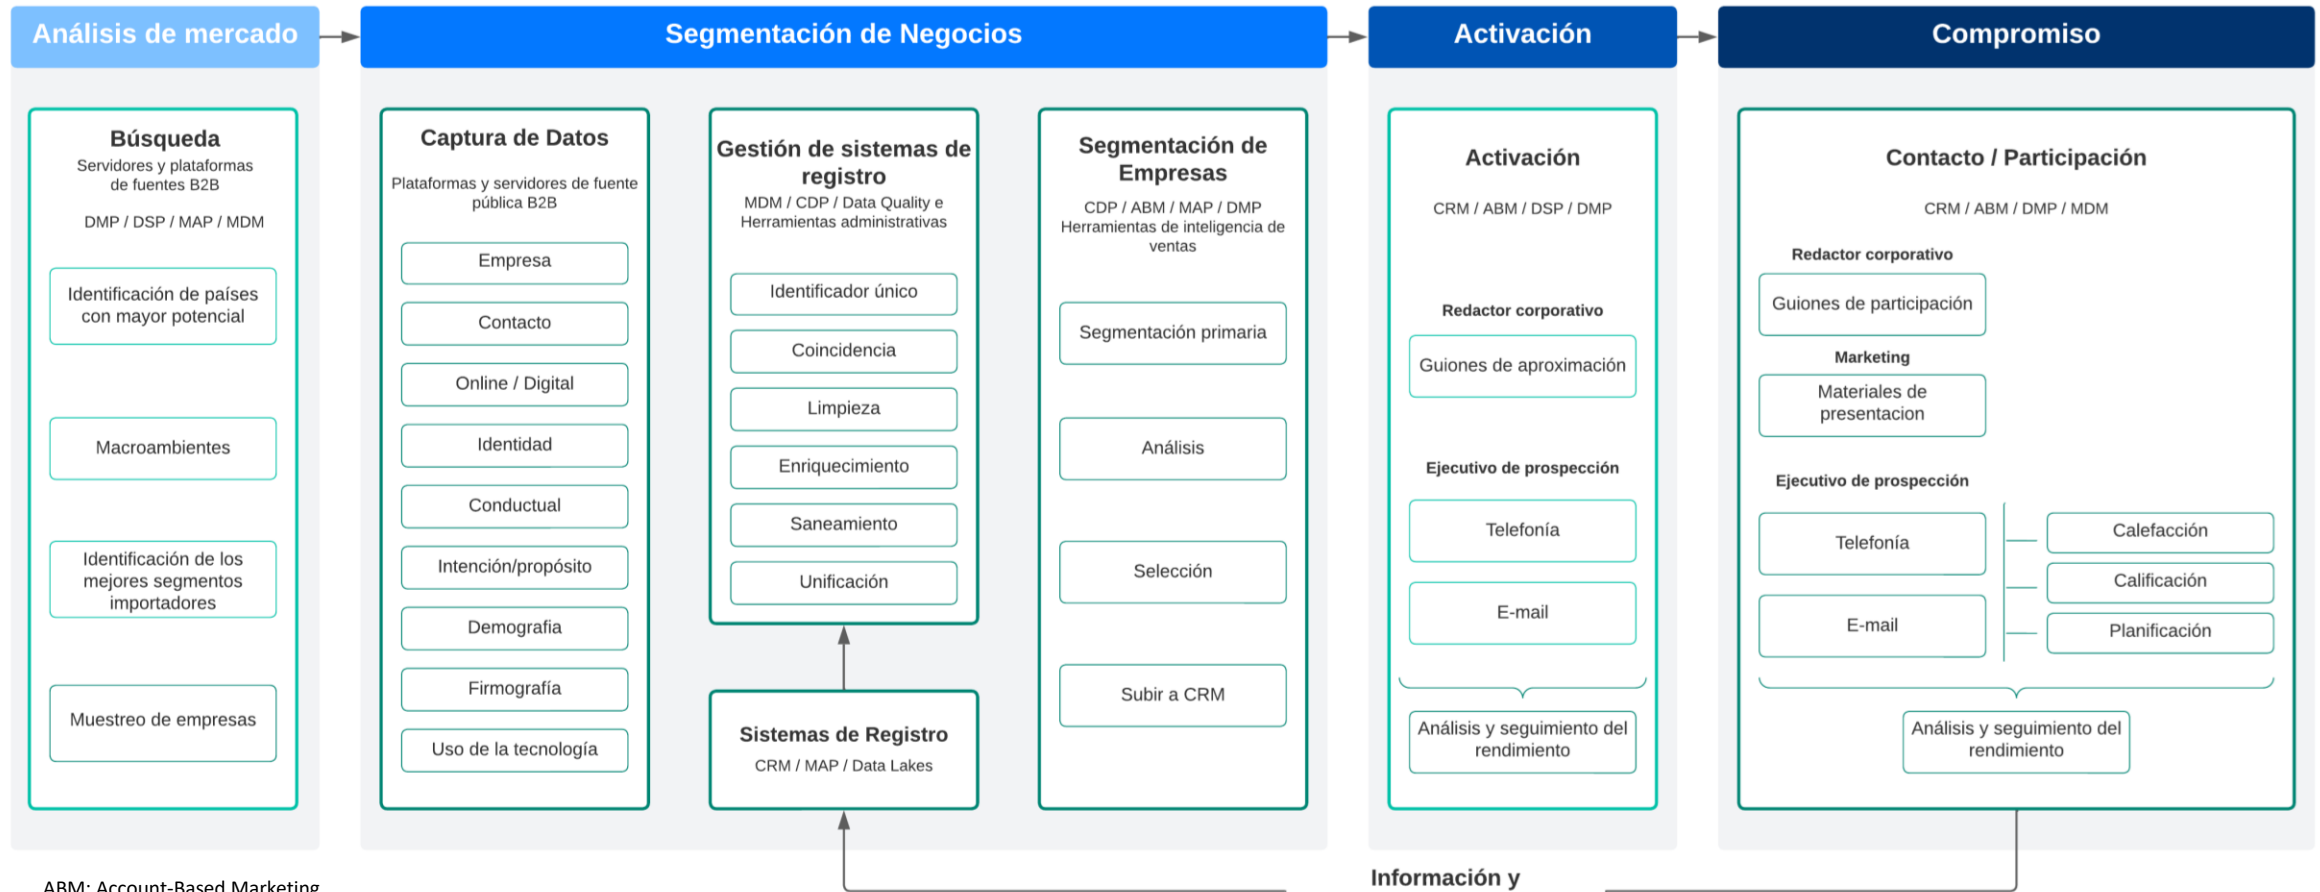 Análisis de mercado
Segmentación de Negocios
Activación
Compromiso
Búsqueda
Servidores y plataformas
de fuentes B2B
DMP / DSP / MAP / MDM
Identificación de países
con mayor potencial
Macroambientes
Identificación de los
mejores segmentos
importadores
Muestreo de empresas
Captura de Datos
Plataformas y servidores de fuente
pública B2B
Empresa
Contacto
Online / Digital
Identidad
Conductual
Intención/propósito
Demografia
Firmografía
Uso de la tecnología
Gestión de sistemas de
registro
MDM / CDP / Data Quality e
Herramientas administrativas
Identificador único
Coincidencia
Limpieza
Enriquecimiento
Saneamiento
Unificación
Sistemas de Registro
CRM / MAP / Data Lakes
Segmentación de
Empresas
CDP / ABM / MAP / DMP
Herramientas de inteligencia de
ventas
Segmentación primaria
Análisis
Selección
Subir a CRM
Activación
CRM / ABM / DSP / DMP
Redactor corporativo
Guiones de aproximación
Ejecutivo de prospección
Telefonía
E-mail
Análisis y seguimiento del
rendimiento
Contacto / Participación
CRM / ABM / DMP / MDM
Redactor corporativo
Guiones de participación
Marketing
Materiales de
presentacion
Ejecutivo de prospección
Telefonía
E-mail
Calefacción
Calificación
Planificación
Análisis y seguimiento del
rendimiento
Información y
ABM: Account-Based Marketing